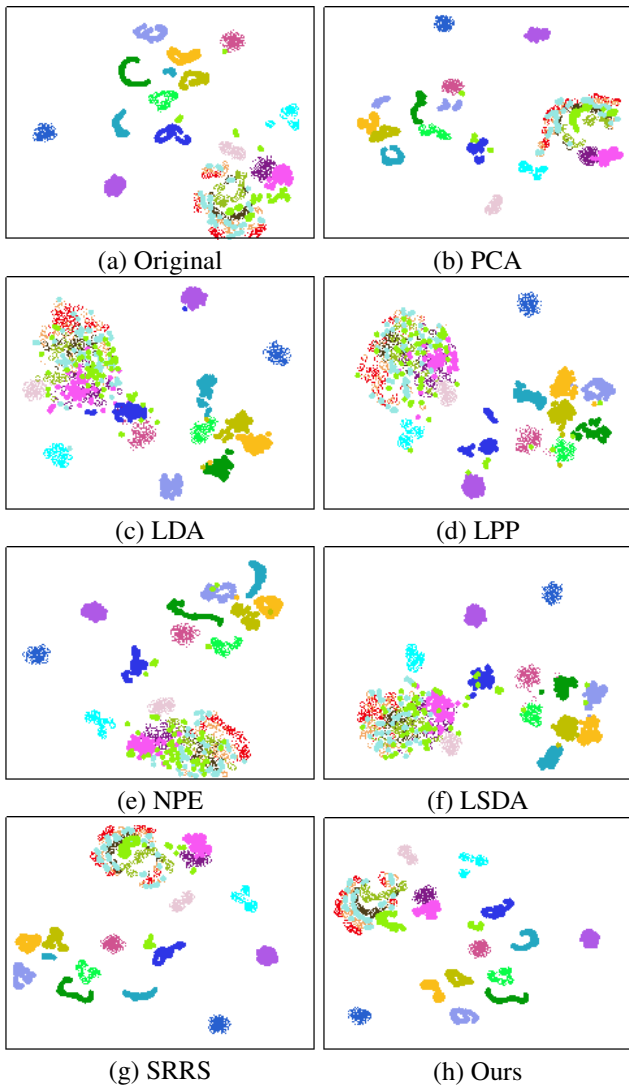 (a) Original
(b) PCA
(c) LDA
(d) LPP
(e) NPE
(f) LSDA
(g) SRRS
(h) Ours